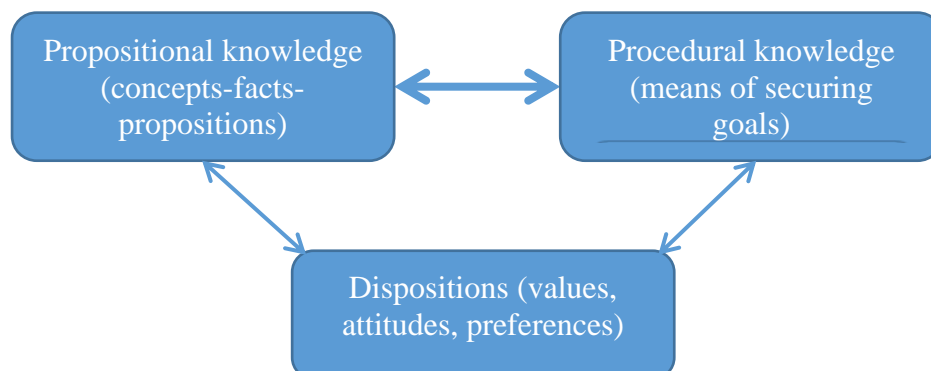 Propositional knowledge
(concepts-facts-
propositions)
Procedural knowledge
(means of securing
goals)
Dispositions (values,
attitudes, preferences)